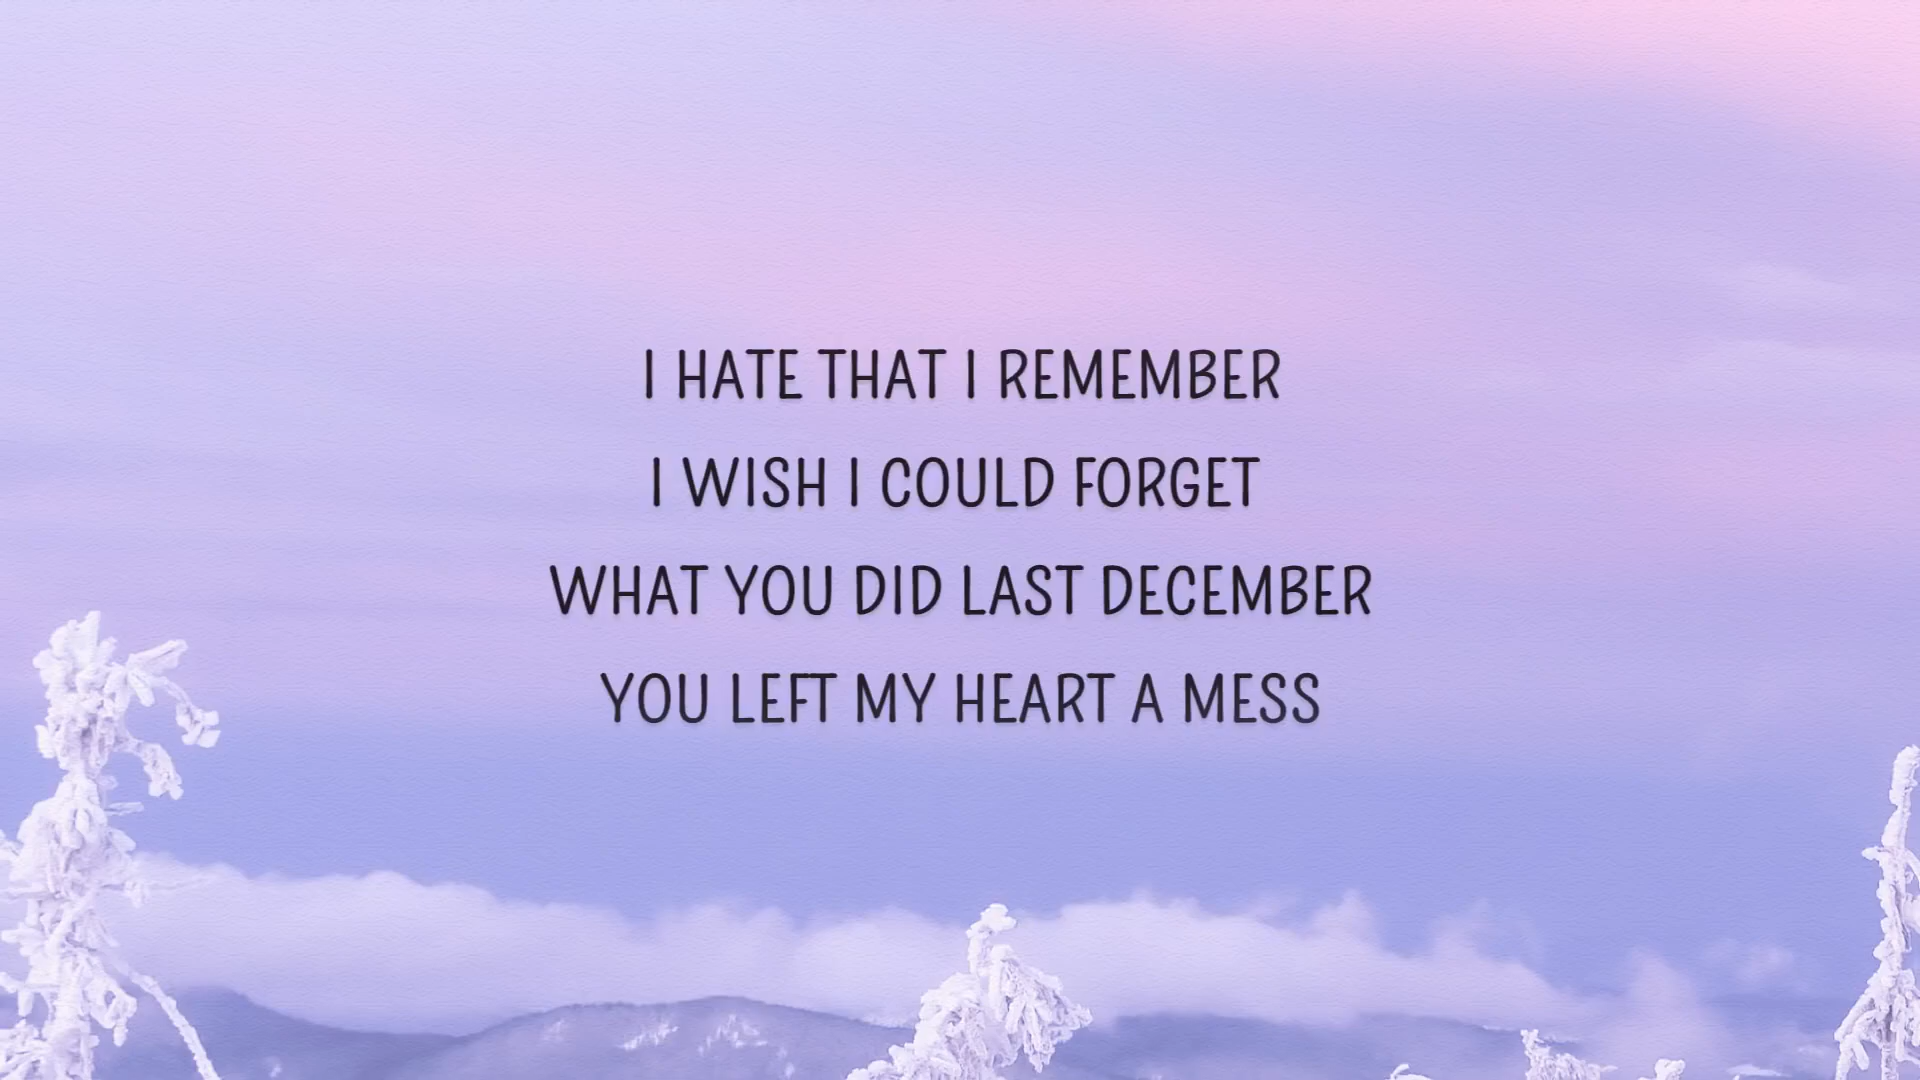 I HATE THAT I REMEMBER
I WISH I COULD FORGET
WHAT YOU DID LAST DECEMBER
YOU LEFT MY HEART A MESS